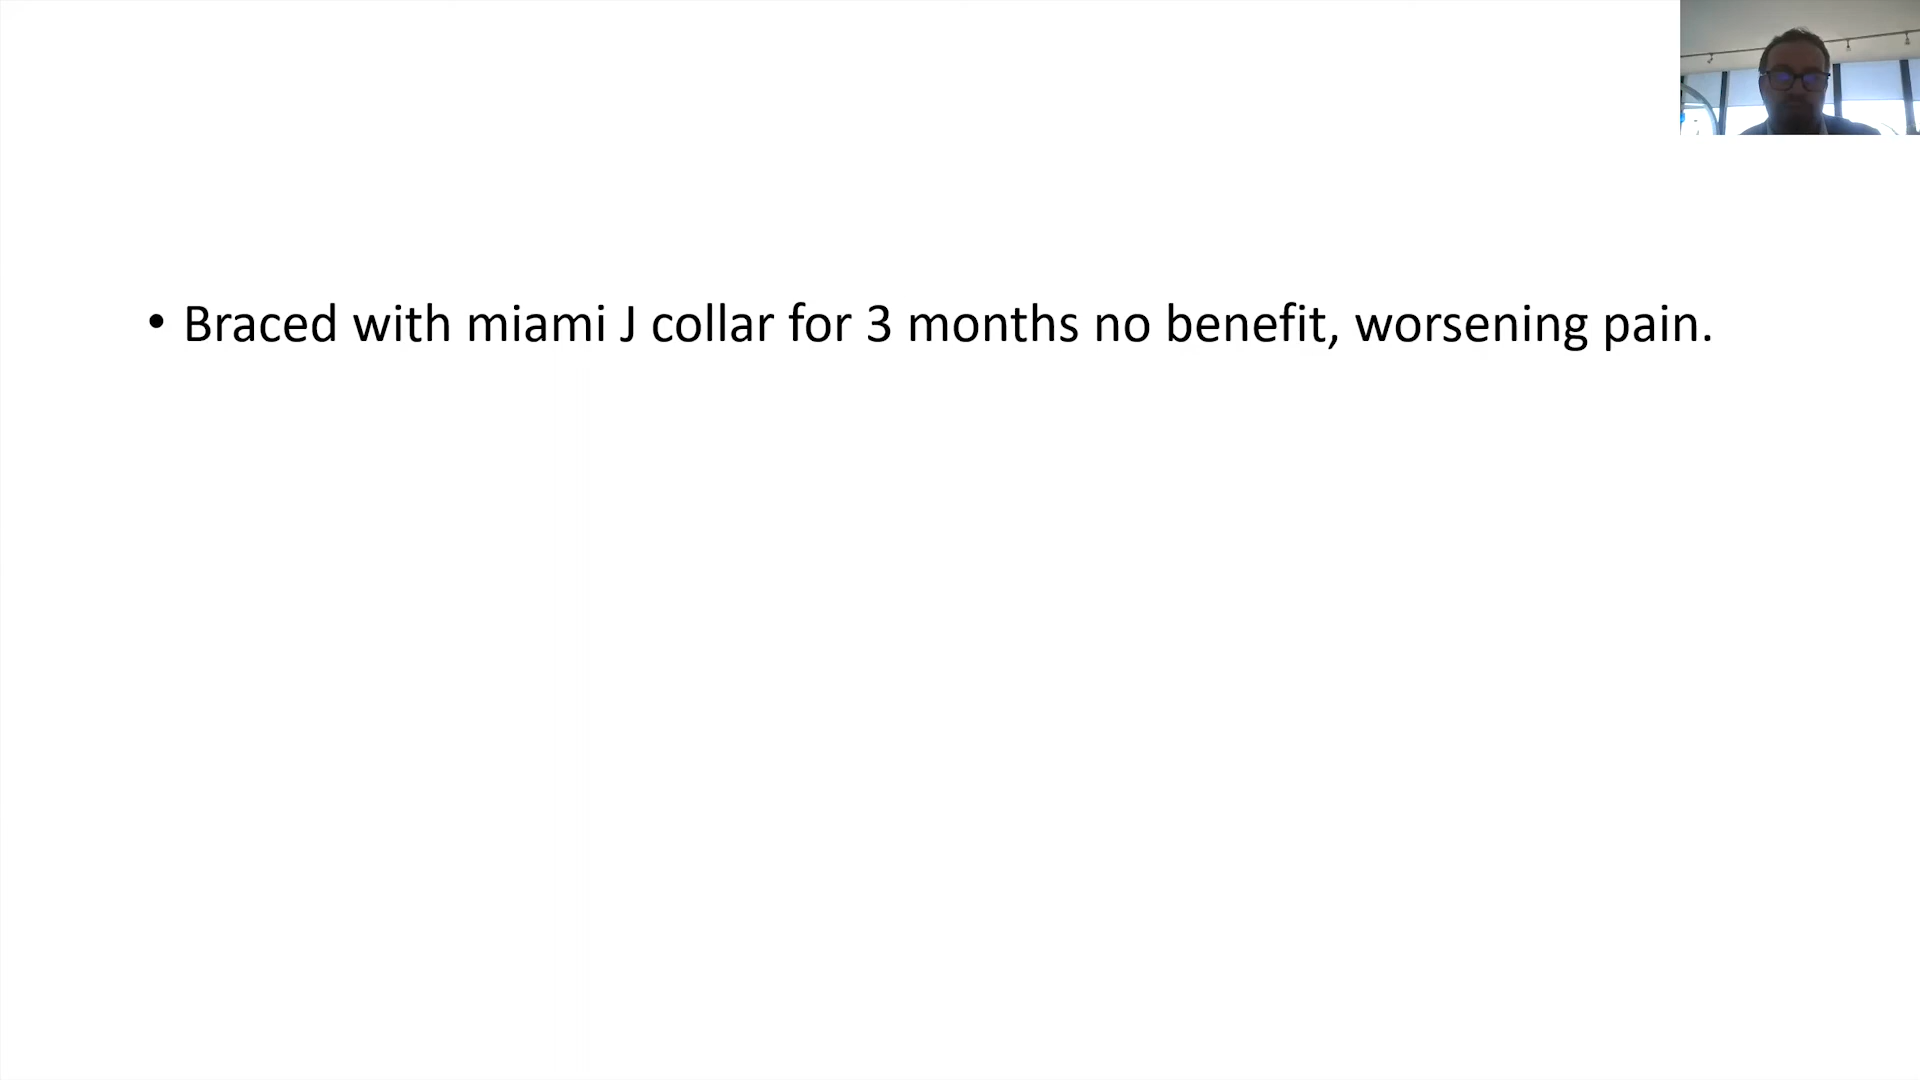 • Braced with miami J collar for 3 months no benefit, worsening pain.